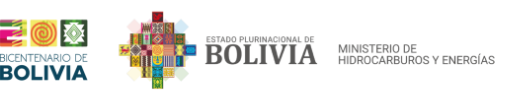 BICENTENARIO DE
BOLIVIA
ESTADO PLURINACIONAL DE
BOLIVIA
MINISTERIO DE
HIDROCARBUROS Y ENERGÍAS